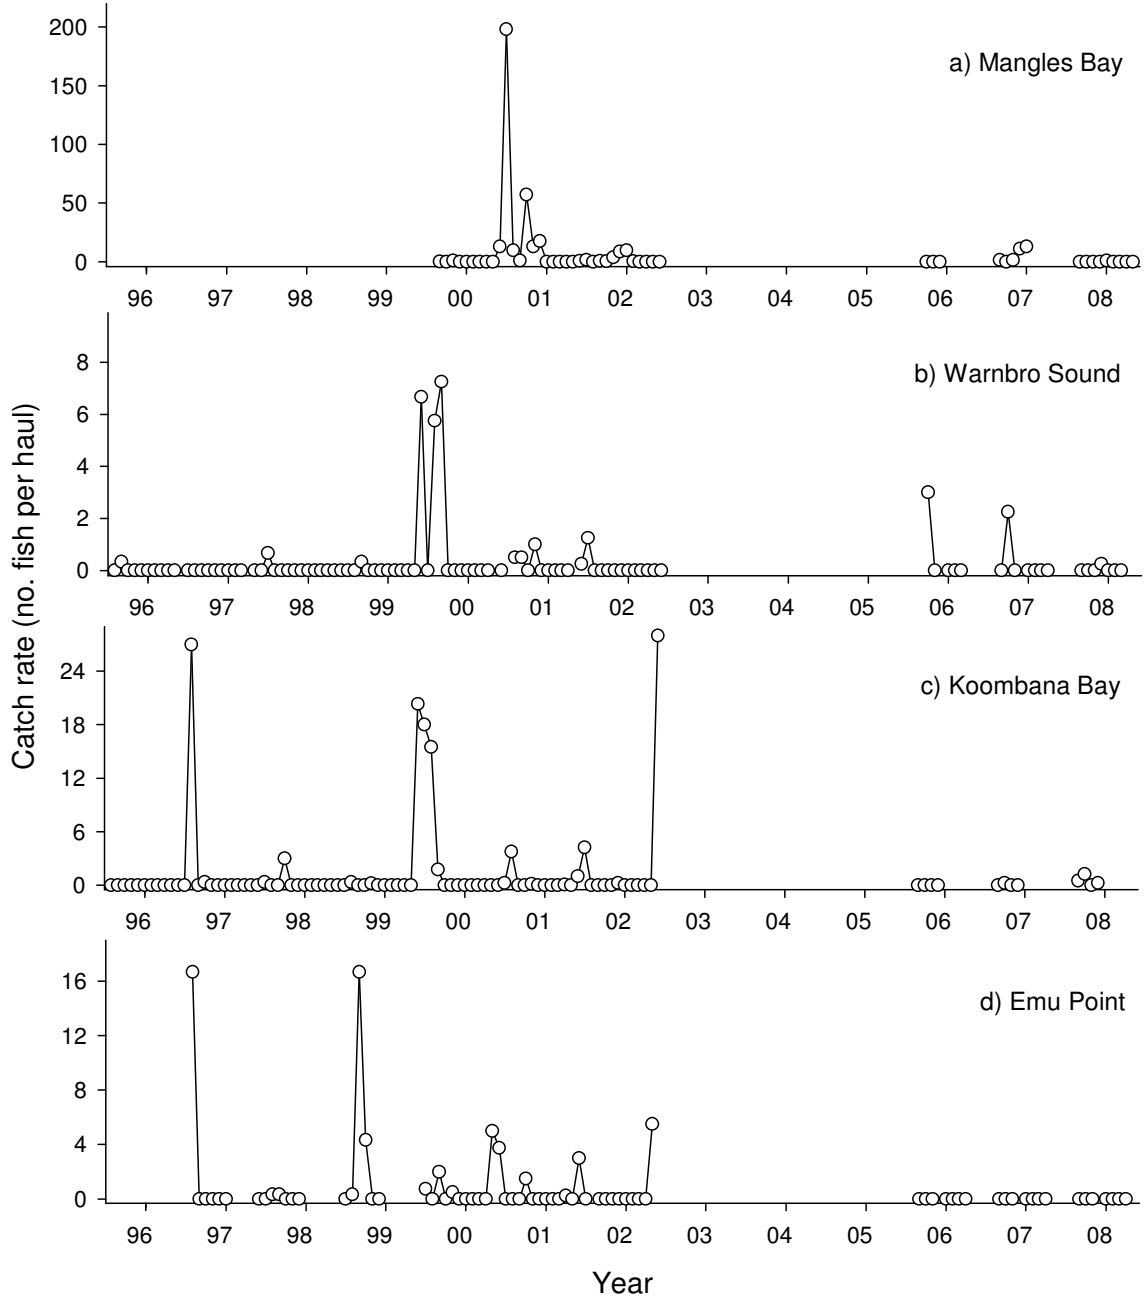 200
150
100
50
0
a) Mangles Bay
96 97 98 99 00 01 02 03 04 05 06 07 08
8
6
4
2
0
b) Warnbro Sound
96 97 98 99 00 01 02 03 04 05 06 07 08
Catch rate (no. fish per haul)
24
18
12
6
0
c) Koombana Bay
96 97 98 99 00 01 02 03 04 05 06 07 08
16
12
8
4
0
d) Emu Point
96 97 98 99 00 01 02 03 04 05 06 07 08
Year